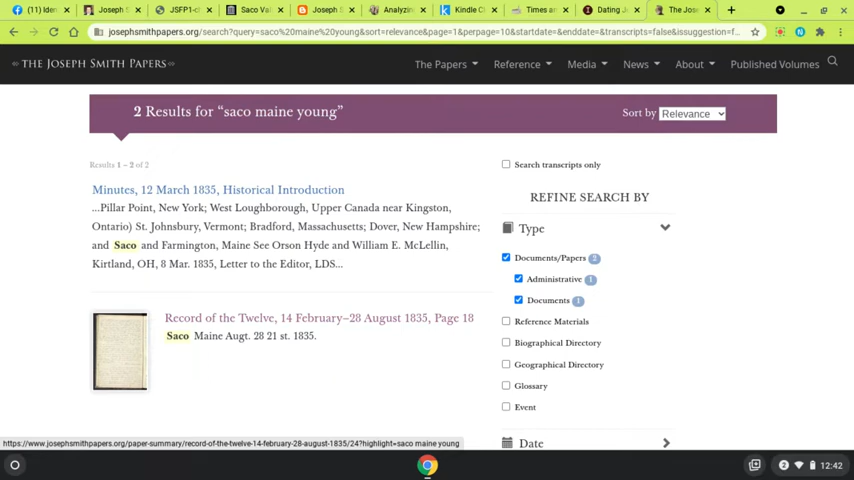 (11) Iden
Joseph S
JSFP1-cl
Saco Val
Joseph S
Analyzing
Kindle Cl
Times an
Dating Jo
The Jose
josephsmithpapers.org/search?query=saco%20maine%20young&sort=relevance&page=1&perpage=10&startdate=&enddate=&transcripts=false&issuggestion=f...
THE JOSEPH SMITH PAPERS
The Papers
Reference
Media
News
About
Published Volumes
2 Results for “saco maine young”
Sort by Relevance
Results 1 – 2 of 2
Search transcripts only
Minutes, 12 March 1835, Historical Introduction
...Pillar Point, New York; West Loughborough, Upper Canada near Kingston,
Ontario) St. Johnsbury, Vermont; Bradford, Massachusetts; Dover, New Hampshire;
and Saco and Farmington, Maine See Orson Hyde and William E. McLellin,
Kirtland, OH, 8 Mar. 1835, Letter to the Editor, LDS...
Record of the Twelve, 14 February–28 August 1835, Page 18
Saco Maine Augt. 28 21 st. 1835.
REFINE SEARCH BY
Type
Documents/Papers 2
Administrative 1
Documents 1
Reference Materials
Biographical Directory
Geographical Directory
Glossary
Event
Date
https://www.josephsmithpapers.org/paper-summary/record-of-the-twelve-14-february-28-august-1835/24?highlight=saco maine young
2
12:42